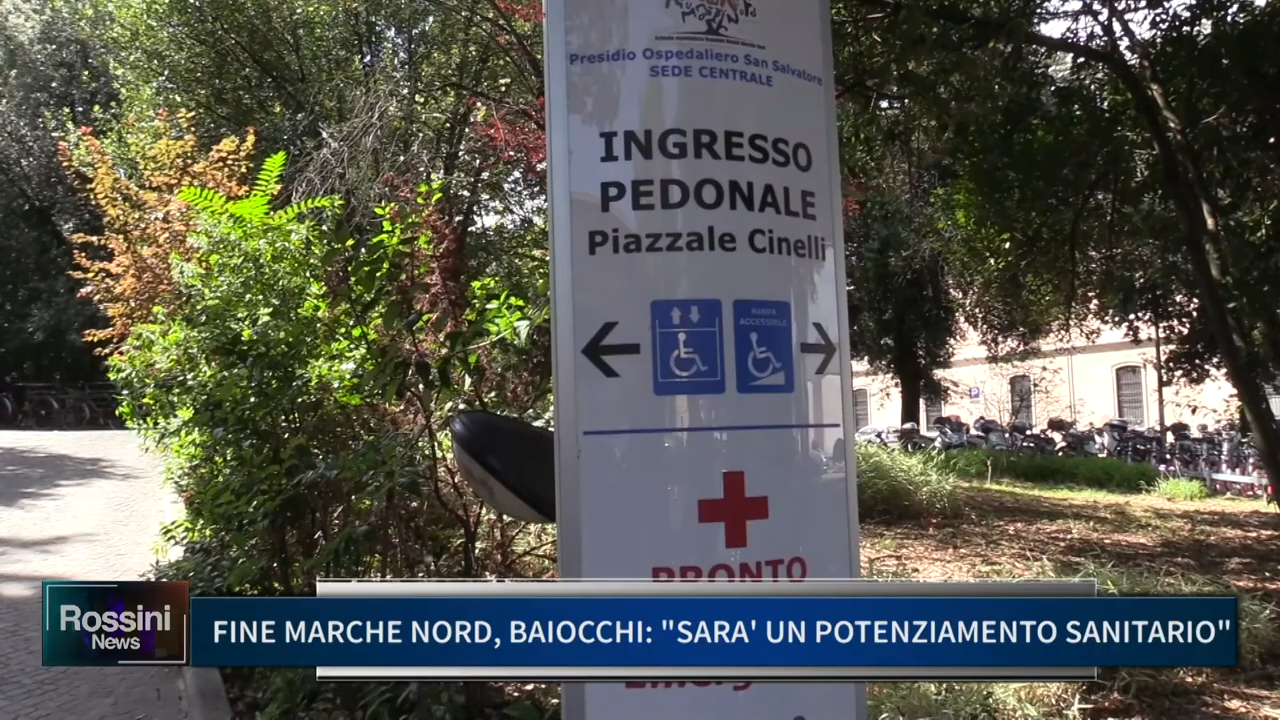 Presidio Ospedaliero San Salvatore
SEDE CENTRALE
INGRESSO
PEDONALE
Piazzale Cinelli
RAMPA
ACCESSIBILE
P
PRONTO
Rossini
News
FINE MARCHE NORD, BAIOCCHI: "SARA' UN POTENZIAMENTO SANITARIO"